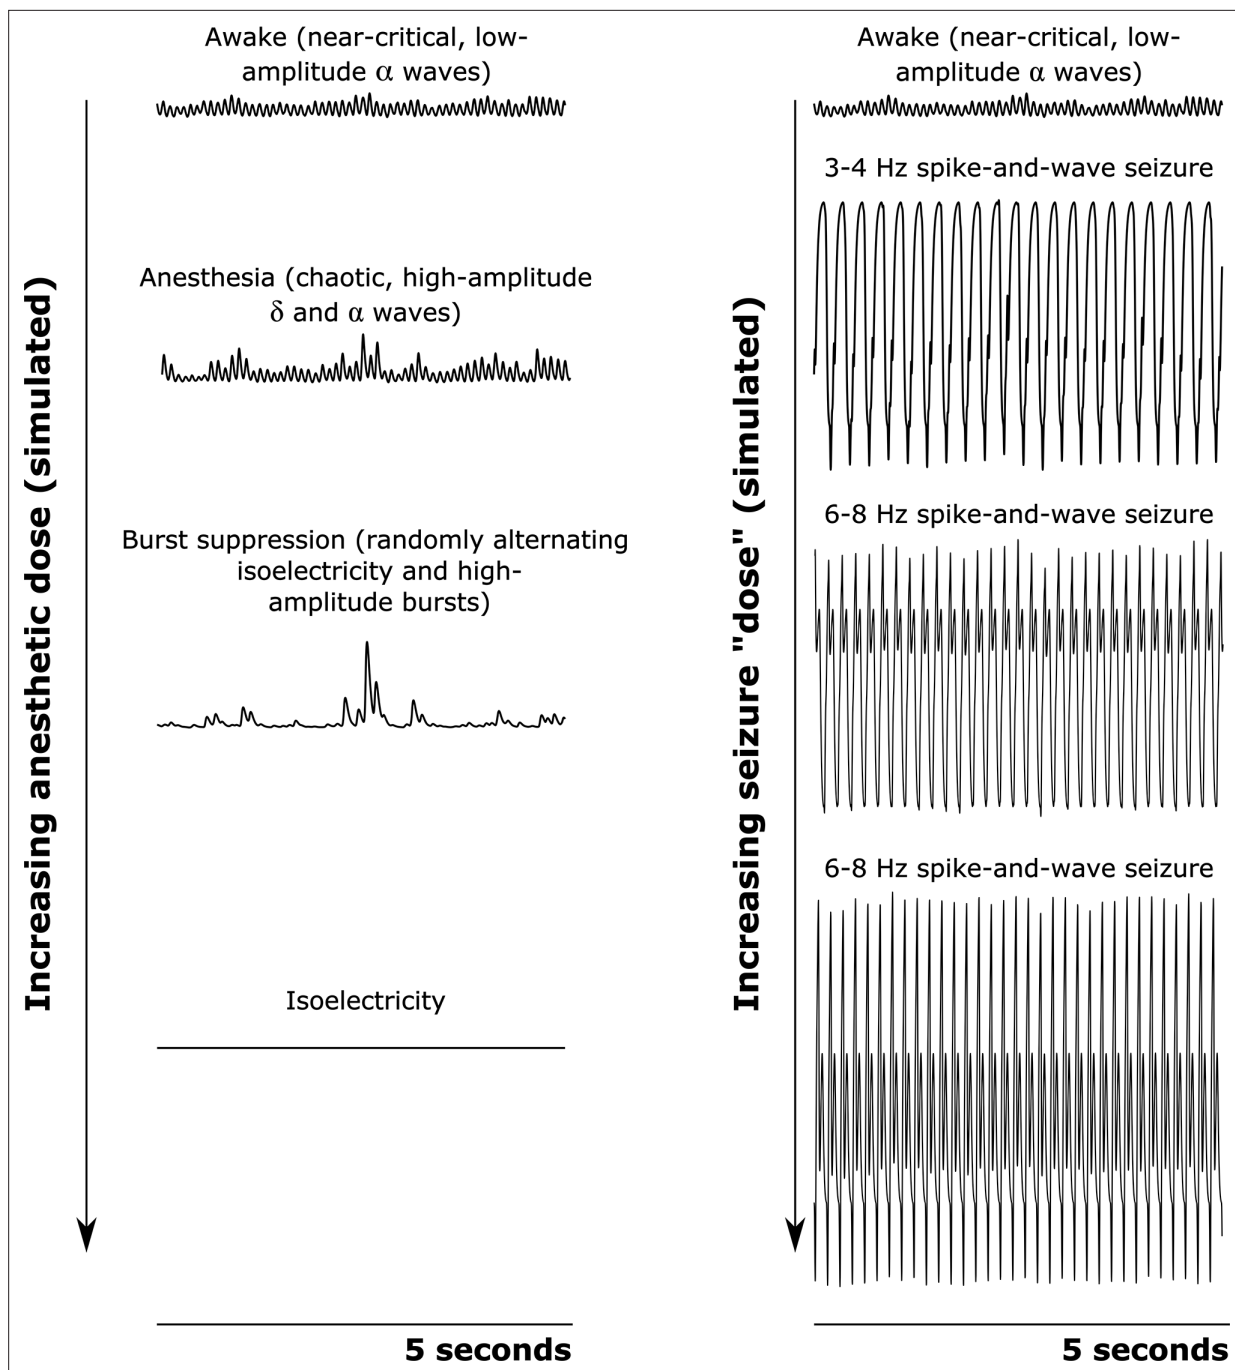 Increasing anesthetic dose (simulated)
Awake (near-critical, low-
amplitude α waves)
Anesthesia (chaotic, high-amplitude
δ and α waves)
Burst suppression (randomly alternating
isoelectricity and high-
amplitude bursts)
Isoelectricity
5 seconds
Increasing seizure "dose" (simulated)
Awake (near-critical, low-
amplitude α waves)
3-4 Hz spike-and-wave seizure
6-8 Hz spike-and-wave seizure
6-8 Hz spike-and-wave seizure
5 seconds